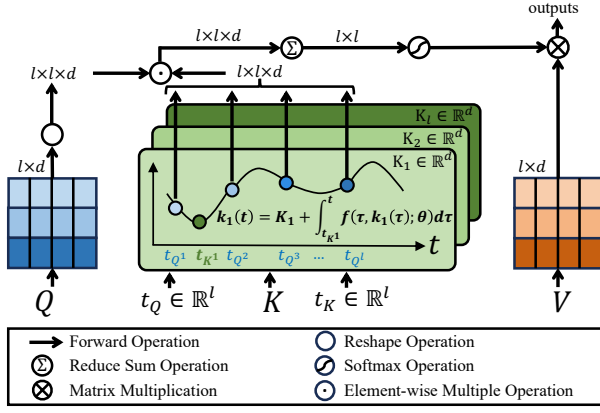 outputs
l×l×d l×l
l×l×d l×l×d
K_l ∈ ℝ^d
K_2 ∈ ℝ^d
K_1 ∈ ℝ^d
l×d l×d
k_1(t) = K_1 + ∫_{t_{K^1}}^{t} f(τ, k_1(τ); θ)dτ
t
t_{Q^1} t_{K^1} t_{Q^2} t_{Q^3} ... t_{Q^l}
Q t_Q ∈ ℝ^l K t_K ∈ ℝ^l V
Forward Operation Reshape Operation
Σ Reduce Sum Operation Softmax Operation
Matrix Multiplication Element-wise Multiple Operation